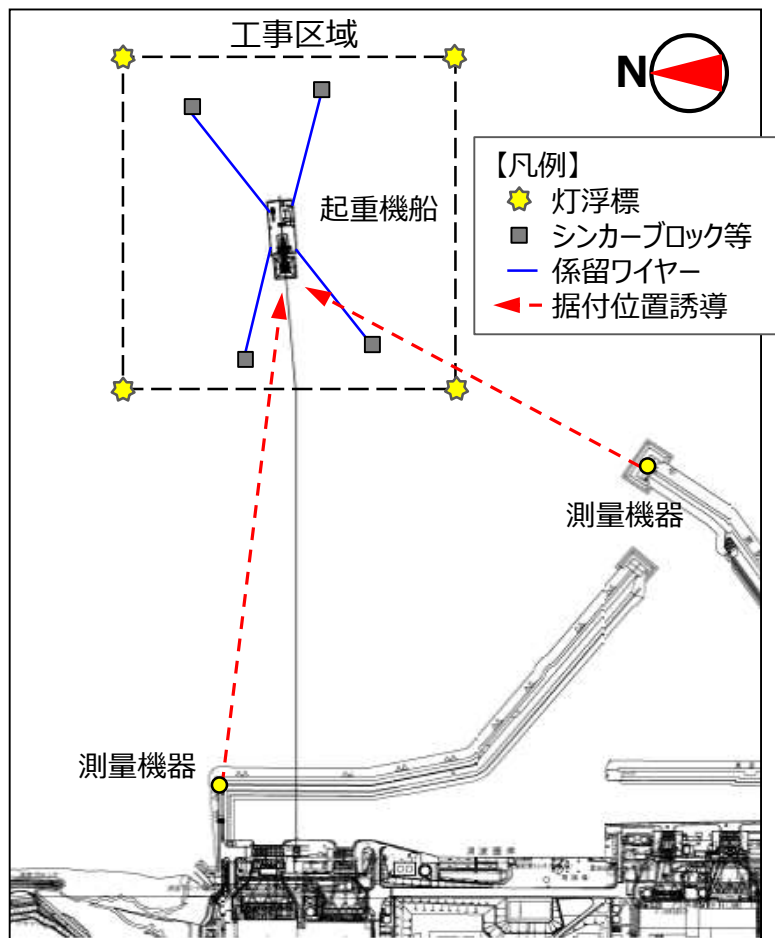 工事区域
N
【凡例】
灯浮標
シンカーブロック等
係留ワイヤー
据付位置誘導
起重機船
測量機器
測量機器